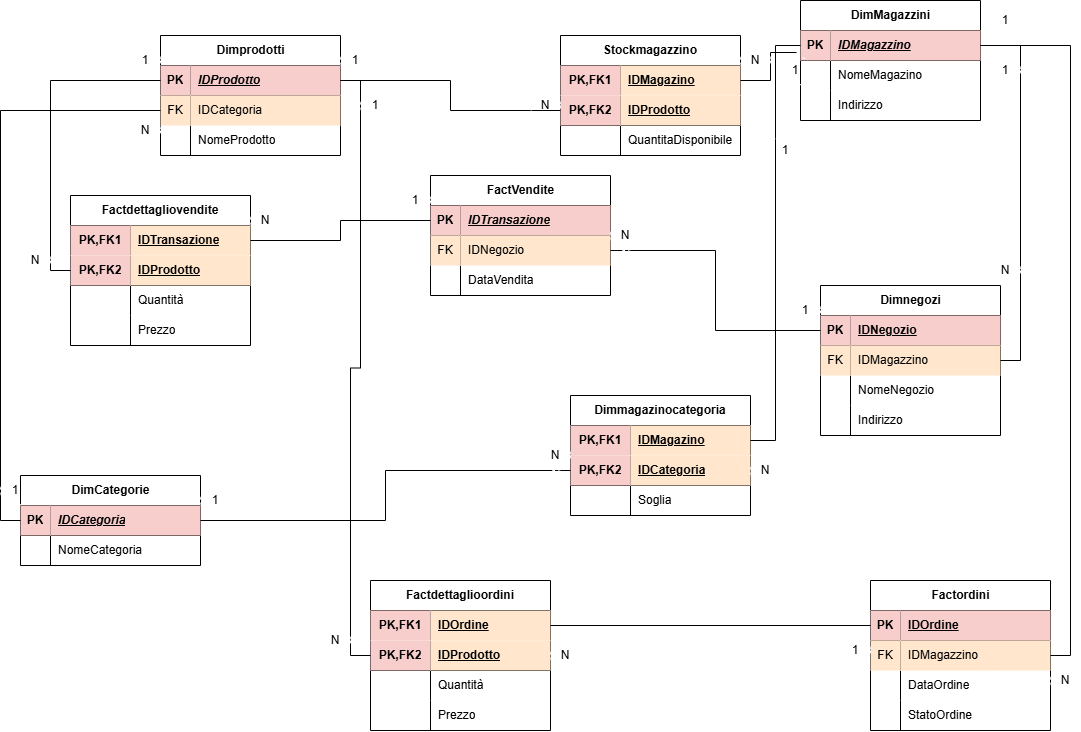 DimMagazzini
PK IDMagazzino
NomeMagazino
Indirizzo
1
1
1
1
Dimprodotti
PK IDProdotto
FK IDCategoria
NomeProdotto
1
1
1
N
Stockmagazzino
PK,FK1 IDMagazino
PK,FK2 IDProdotto
QuantitaDisponibile
N
N
Factdettagliovendite
PK,FK1 IDTransazione
PK,FK2 IDProdotto
Quantità
Prezzo
N
N
FactVendite
PK IDTransazione
FK IDNegozio
DataVendita
1
N
Dimnegozi
PK IDNegozio
FK IDMagazzino
NomeNegozio
Indirizzo
N
1
Dimmagazinocategoria
PK,FK1 IDMagazino
PK,FK2 IDCategoria
Soglia
N
N
DimCategorie
PK IDCategoria
NomeCategoria
1
1
Factdettaglioordini
PK,FK1 IDOrdine
PK,FK2 IDProdotto
Quantità
Prezzo
N
N
Factordini
PK IDOrdine
FK IDMagazzino
DataOrdine
StatoOrdine
1
N